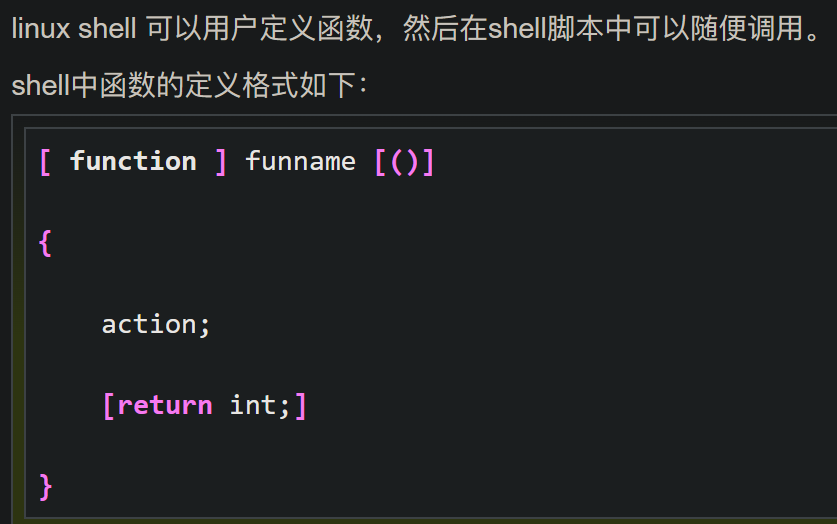 linux shell 可以用户定义函数，然后在shell脚本中可以随便调用。
shell中函数的定义格式如下：
[ function ] funname [()]
{
    action;
    [return int;]
}